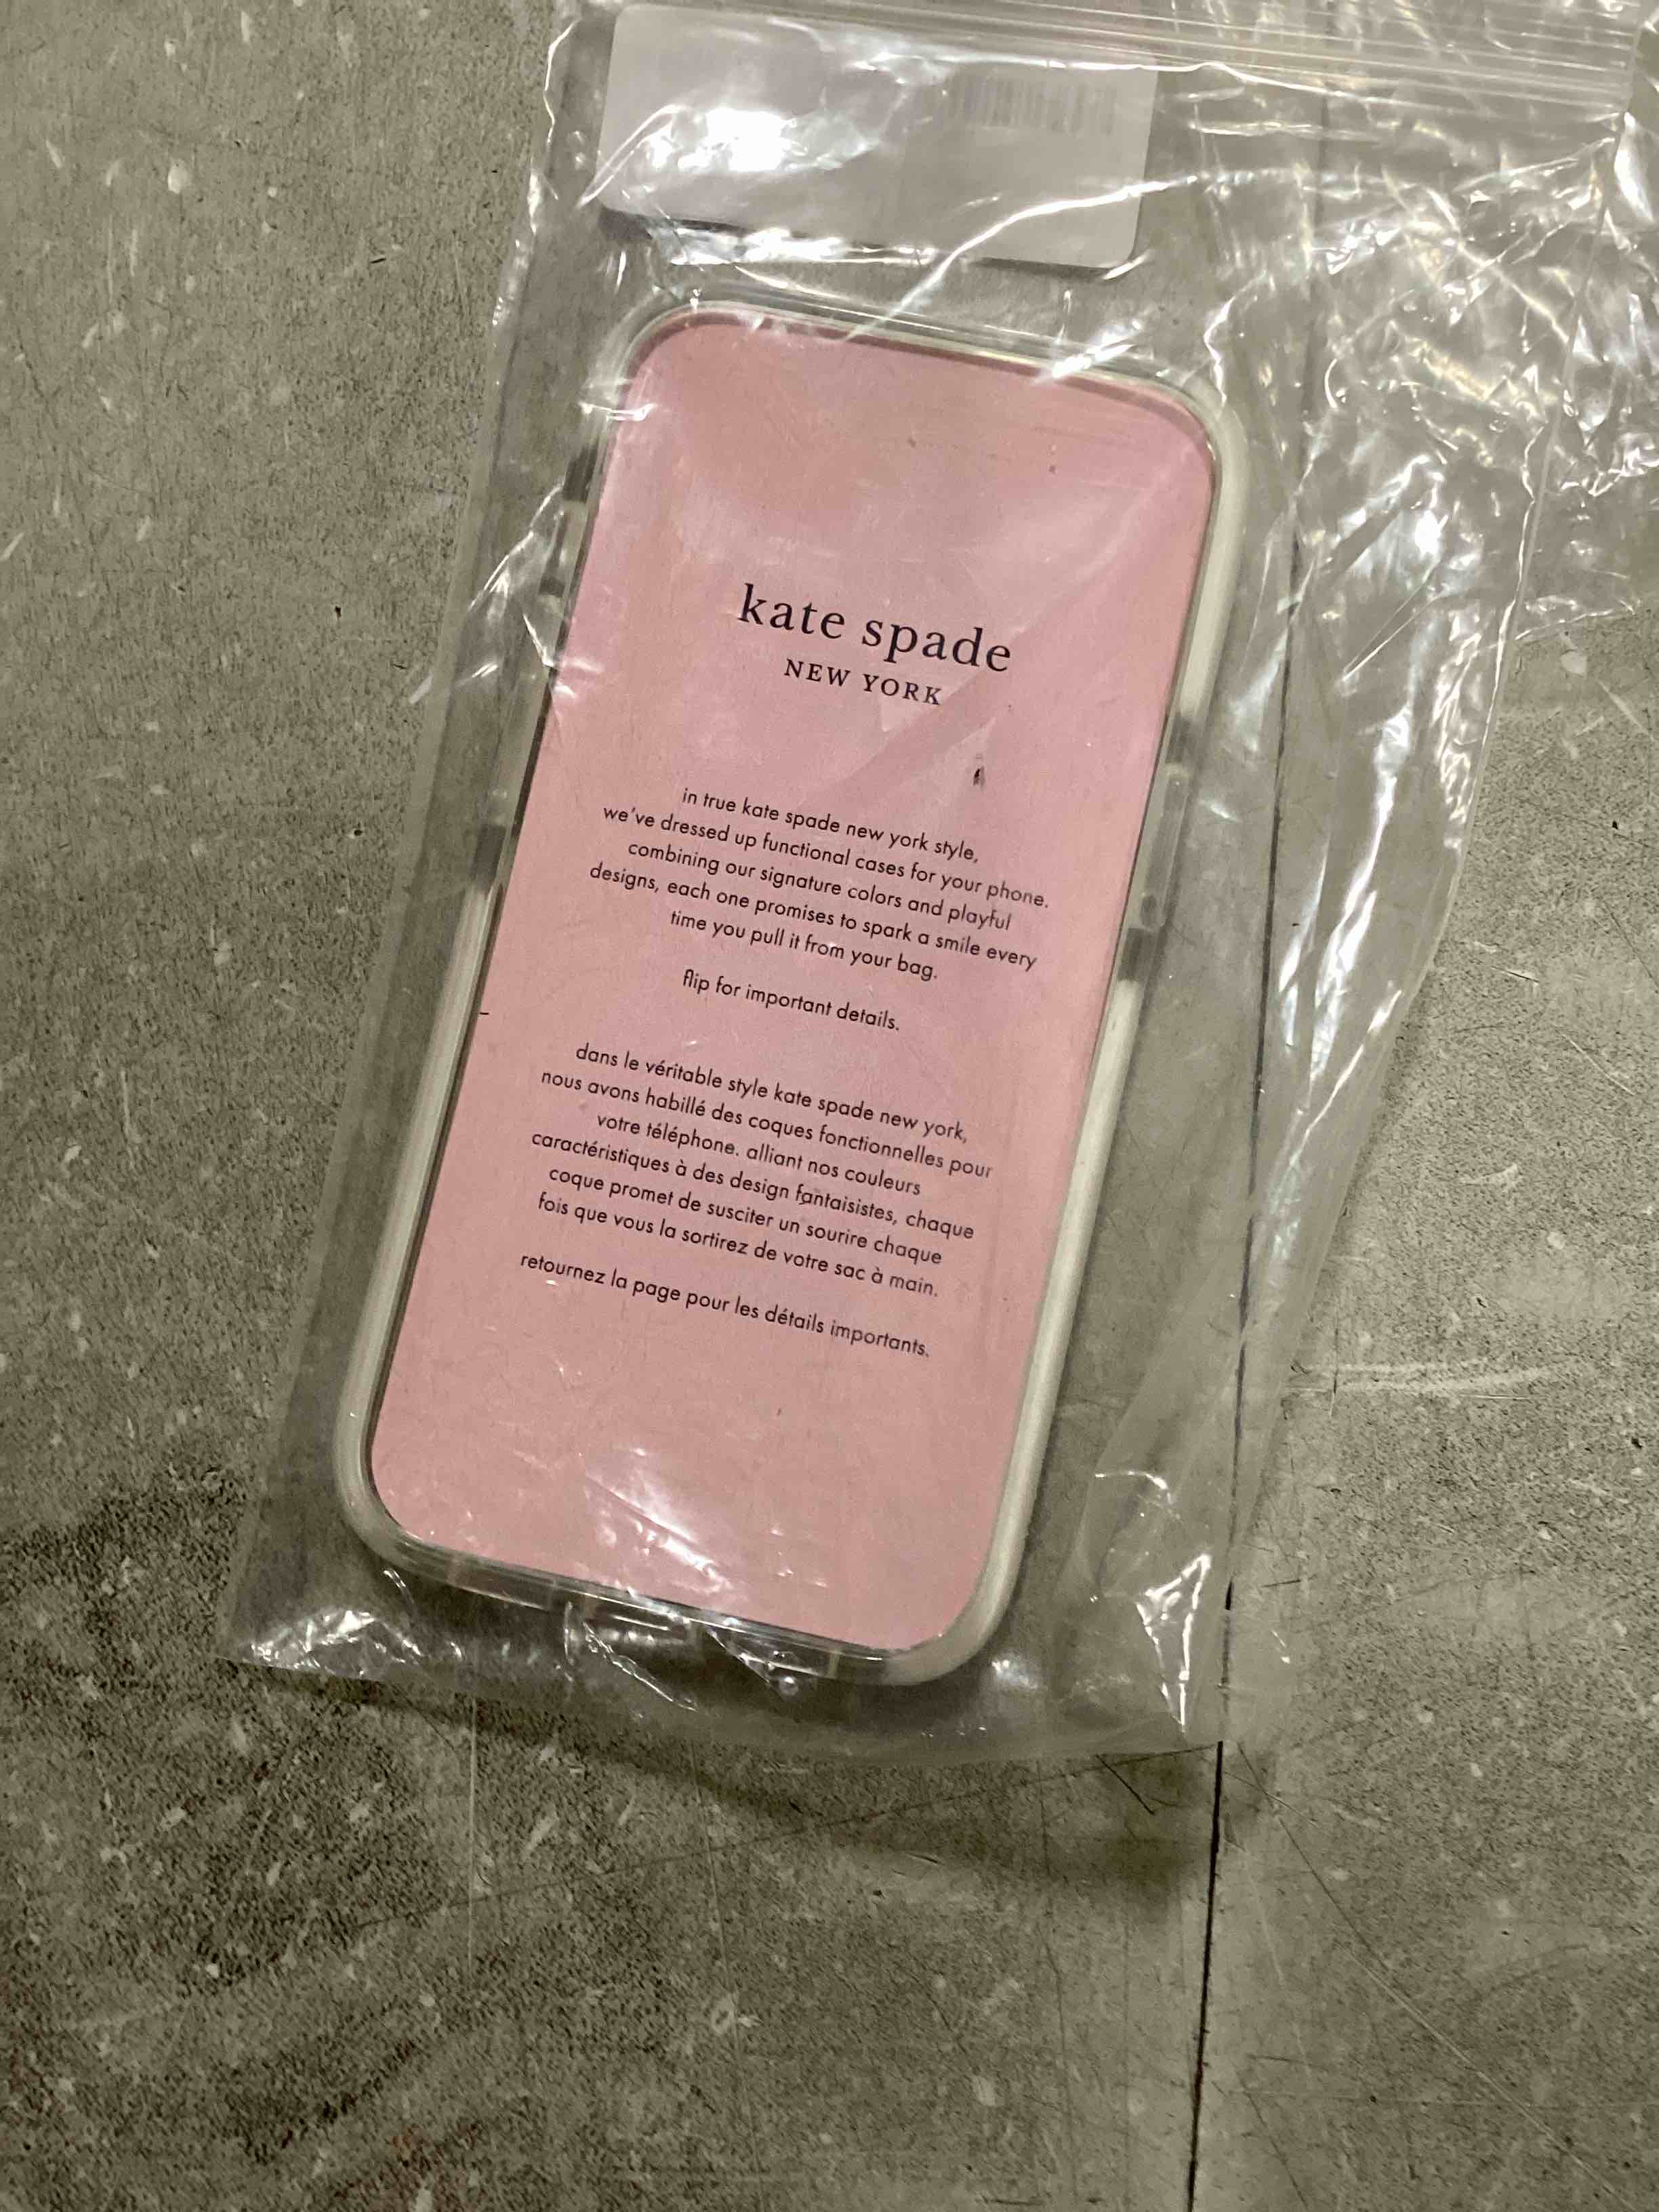 kate spade
NEW YORK
in true kate spade new york style,
we've dressed up functional cases for your phone.
combining our signature colors and playful
designs, each one promises to spark a smile every
time you pull it from your bag.
flip for important details.
dans le véritable style kate spade new york,
nous avons habillé des coques fonctionnelles pour
votre téléphone. alliant nos couleurs
caractéristiques à des design fantaisistes, chaque
coque promet de susciter un sourire chaque
fois que vous la sortirez de votre sac à main.
retournez la page pour les détails importants.